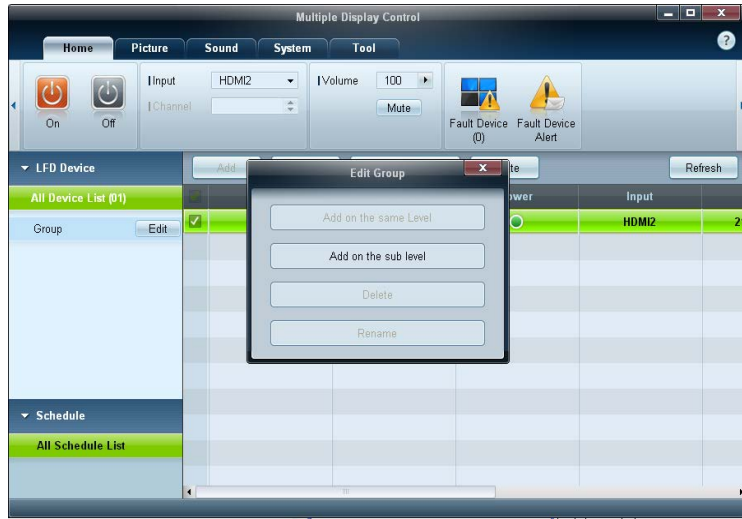 Multiple Display Control
Home Picture Sound System Tool
?
Input HDMI2
Channel
Volume 100
Mute
On Off
Fault Device (0)
Fault Device Alert
LFD Device
Add
te
Refresh
All Device List (01)
ower Input
Group Edit
HDMI2 2
Edit Group
X
Add on the same Level
Add on the sub level
Delete
Rename
Schedule
All Schedule List